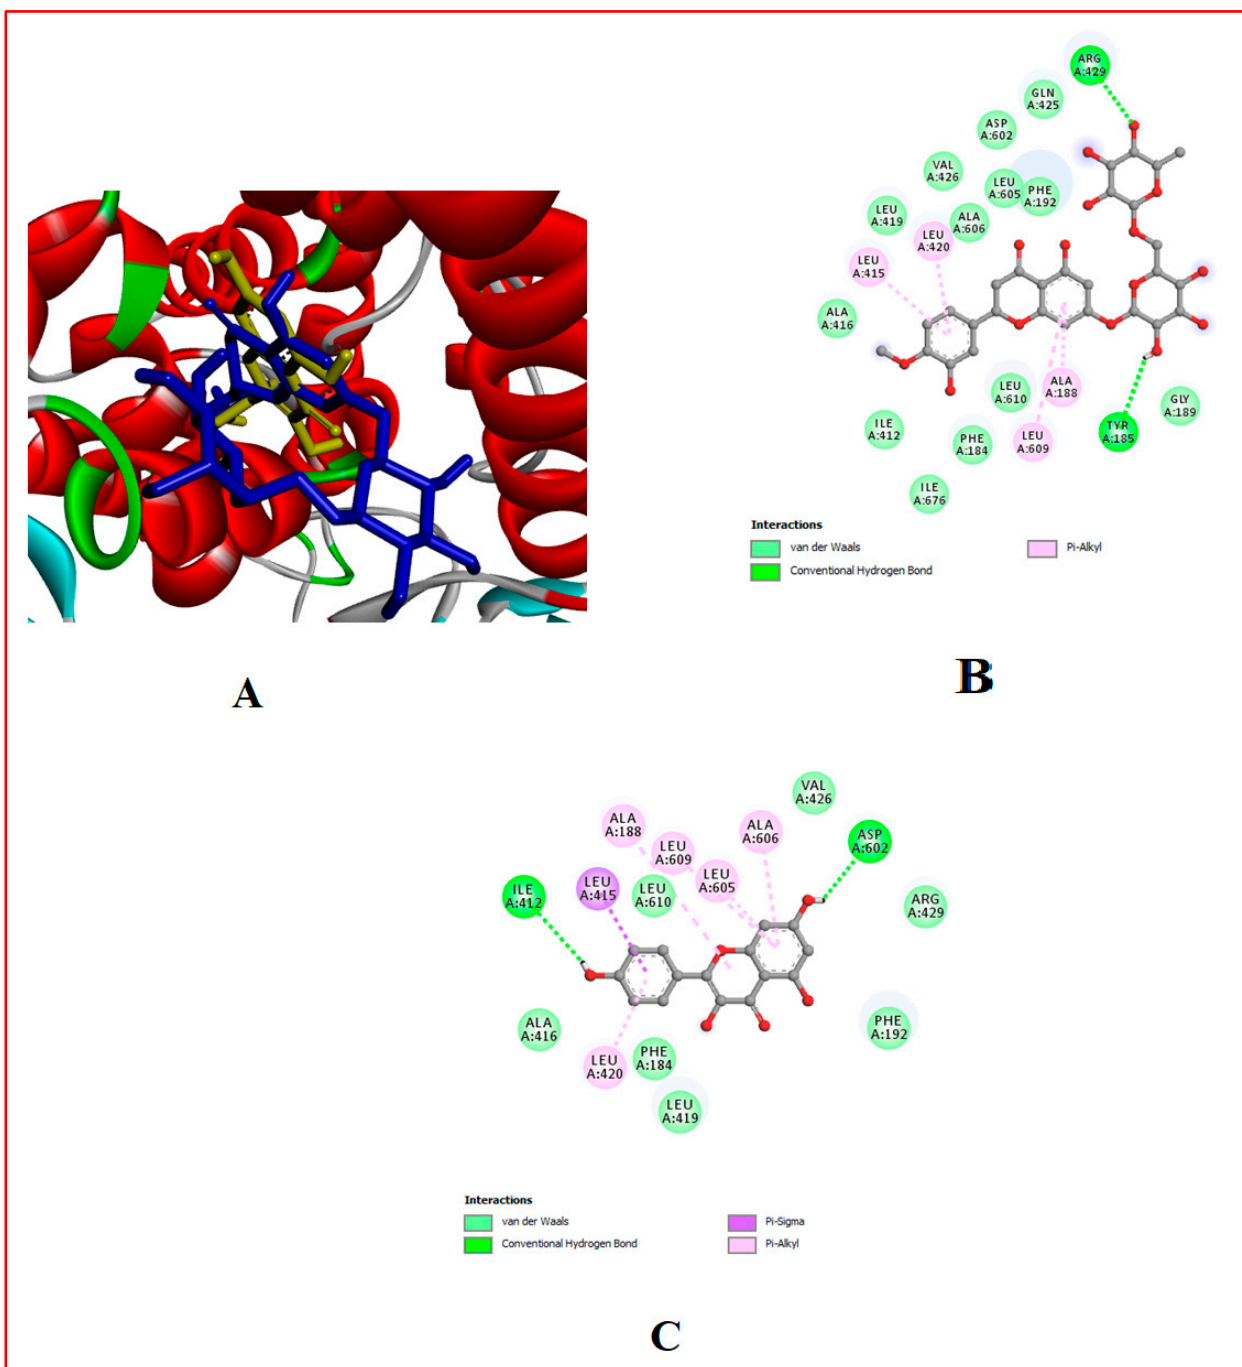 ARG
A:429
GLN
A:425
ASP
A:602
VAL
A:426
LEU
A:605
PHE
A:192
LEU
A:419
ALA
A:606
LEU
A:420
LEU
A:415
ALA
A:416
LEU
A:610
ALA
A:188
GLY
A:189
ILE
A:412
PHE
A:184
LEU
A:609
TYR
A:185
ILE
A:676
Interactions
van der Waals
Pi-Alkyl
Conventional Hydrogen Bond
A
B
VAL
A:426
ALA
A:188
ALA
A:606
ASP
A:602
LEU
A:609
LEU
A:605
ILE
A:412
LEU
A:415
LEU
A:610
ARG
A:429
ALA
A:416
PHE
A:192
LEU
A:420
PHE
A:184
LEU
A:419
Interactions
van der Waals
Pi-Sigma
Conventional Hydrogen Bond
Pi-Alkyl
C